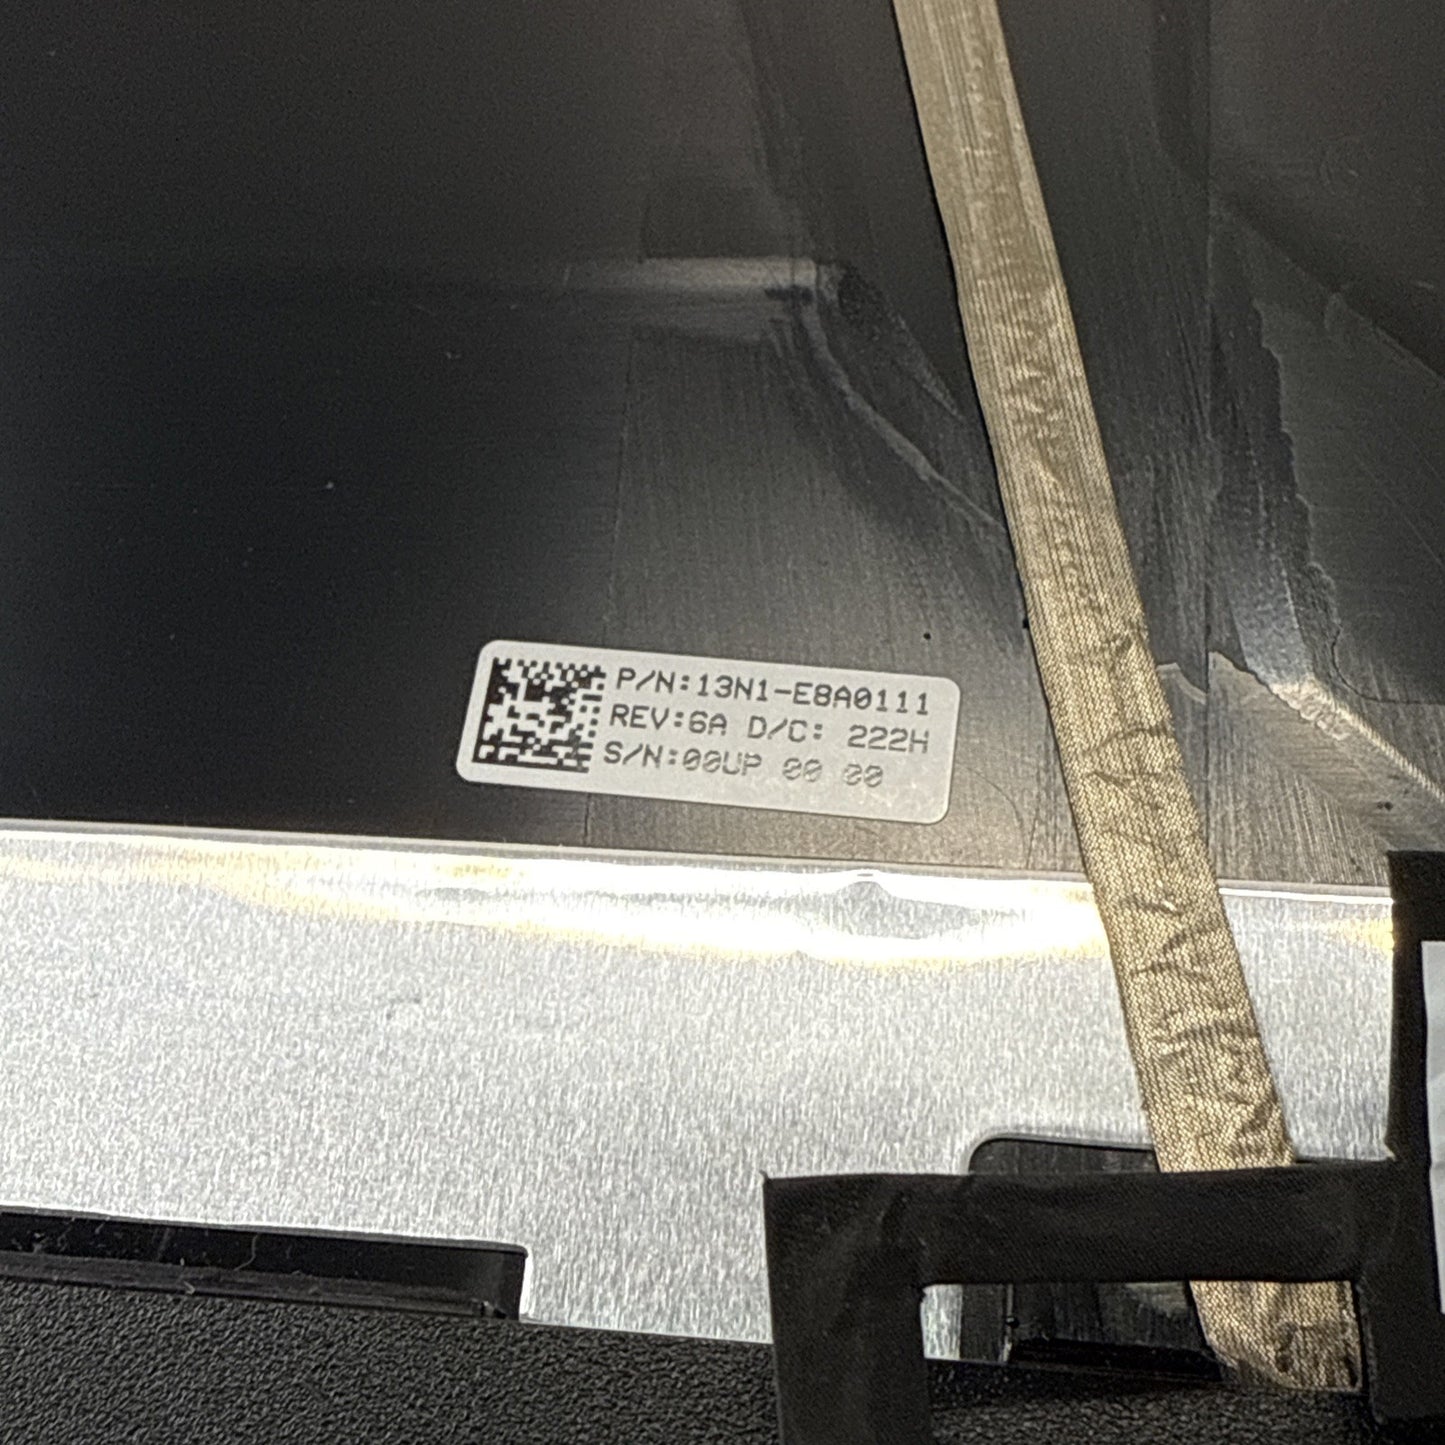 P/N:13N1-E8A0111
REV:6A D/C: 222H
S/N:00UP 00 00